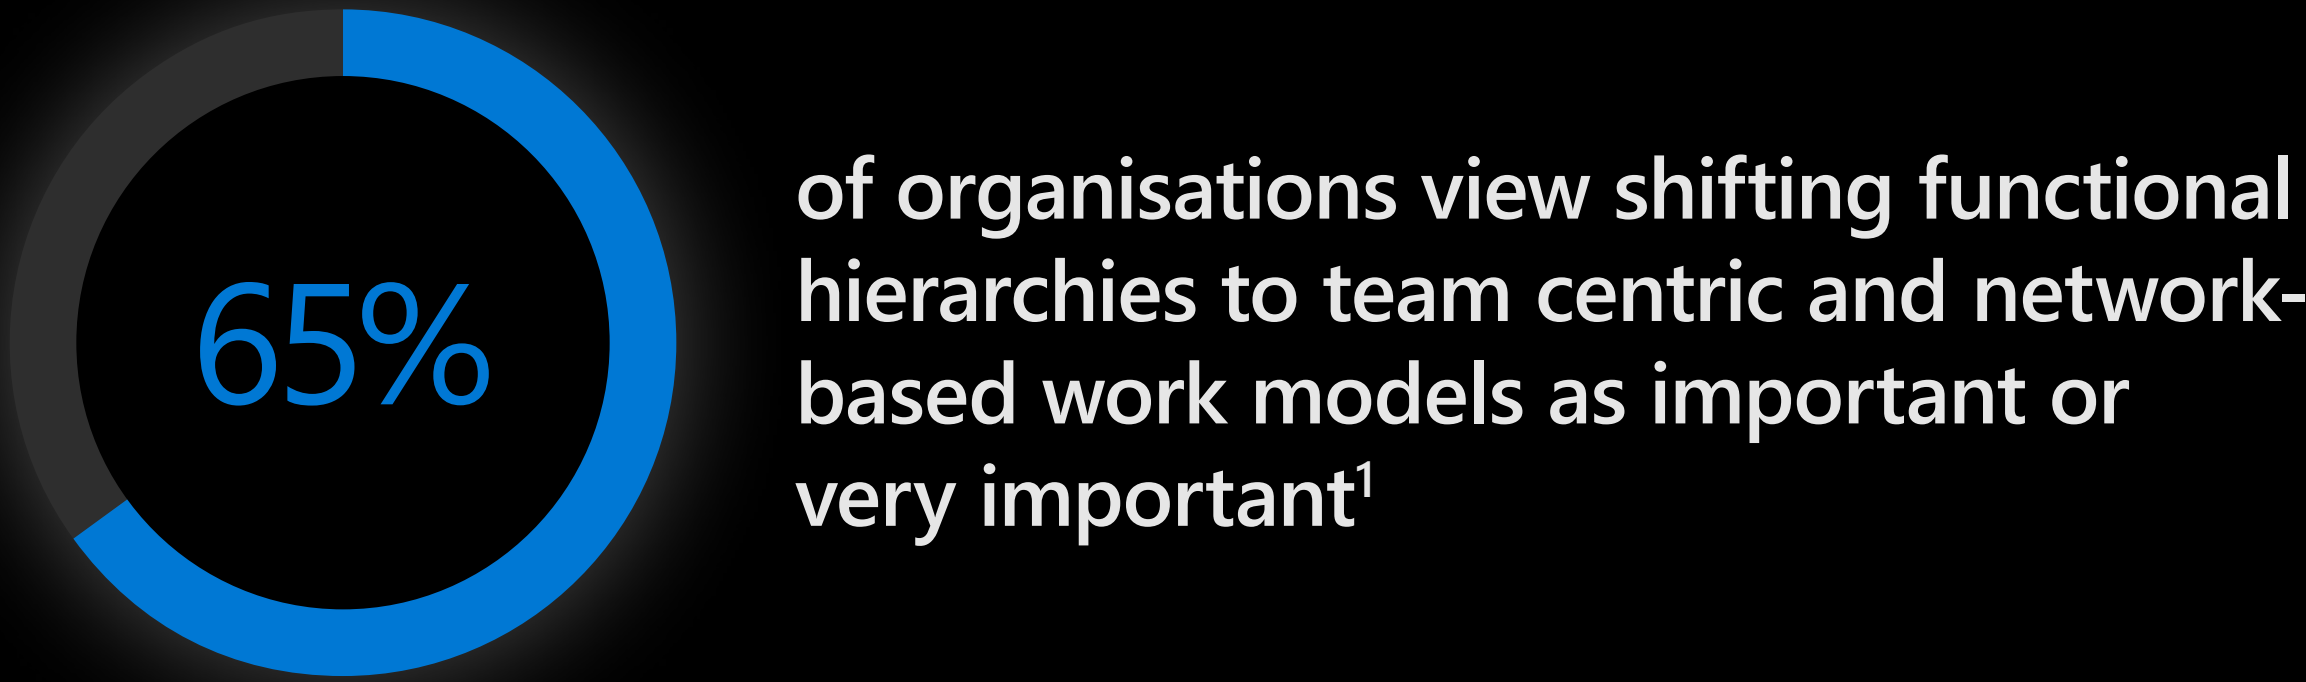 65%
of organisations view shifting functional
hierarchies to team centric and network-
based work models as important or
very important¹